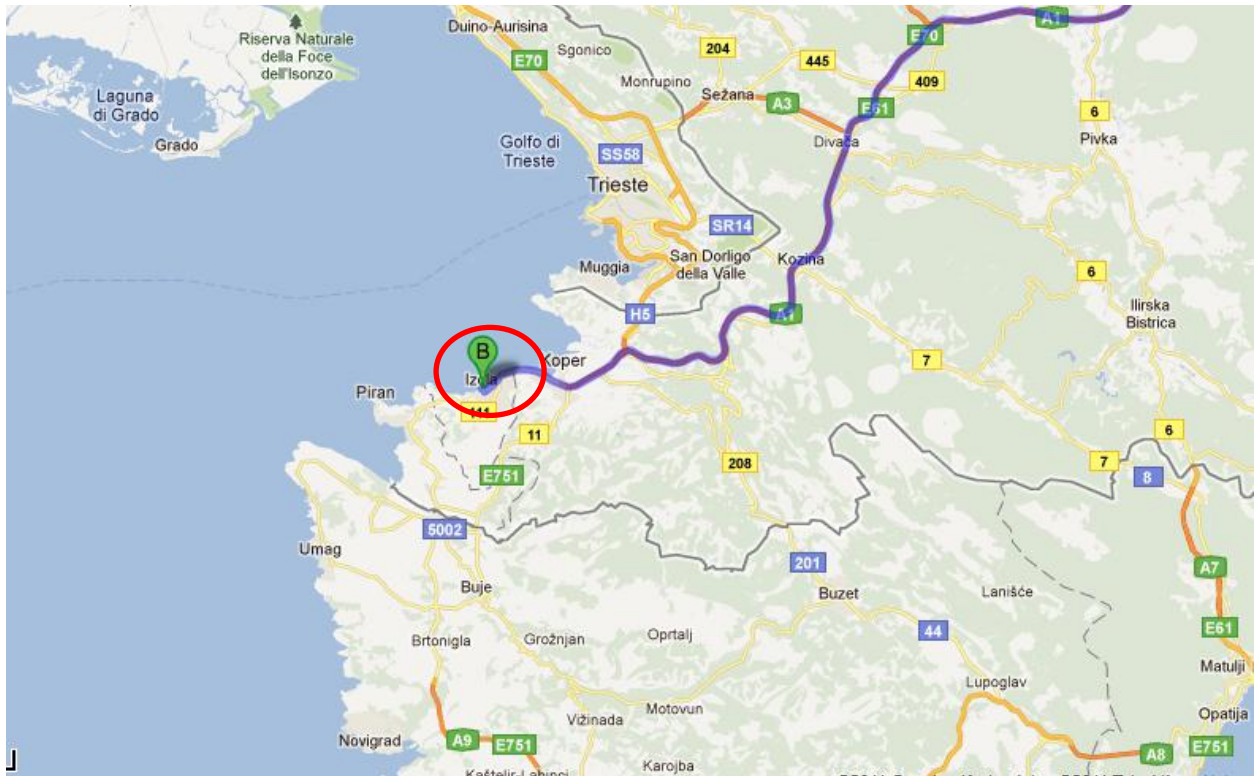 Duino-Aurisina
Riserva Naturale
della Foce
dell'Isonzo
Laguna
di Grado
Grado
E70
Sgonico
204
445
Monrupino
Sežana
A3
E70
A1
409
E61
6
Pivka
Golfo di
Trieste
SS58
Divača
Trieste
SR14
San Dorligo
della Valle
Kozina
Muggia
6
Ilirska
Bistrica
H5
A1
B
Koper
7
Izola
Piran
111
11
6
E751
208
7
8
5002
Umag
201
A7
Buje
Buzet
Lanišće
Brtonigla
Grožnjan
Oprtalj
44
E61
Matulji
Lupoglav
Motovun
Vižinada
Opatija
Novigrad
A9
E751
A8
E751
Karojba
Kaštelir-Labinci